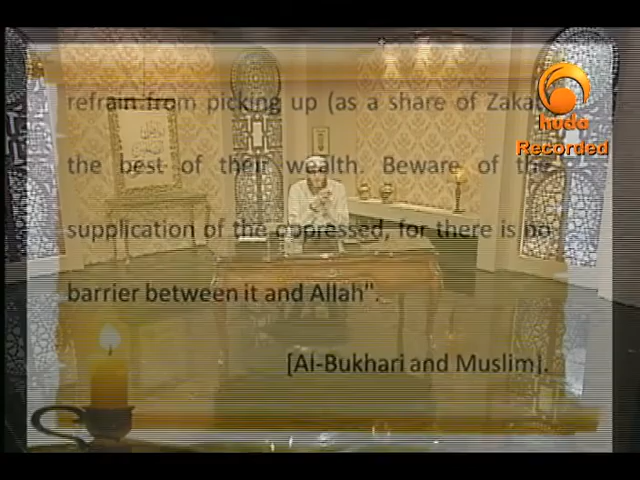 refrain from picking up (as a share of Zakat)
the best of their wealth. Beware of the
supplication of the oppressed, for there is no
barrier between it and Allah".
[Al-Bukhari and Muslim].
huda
Recorded